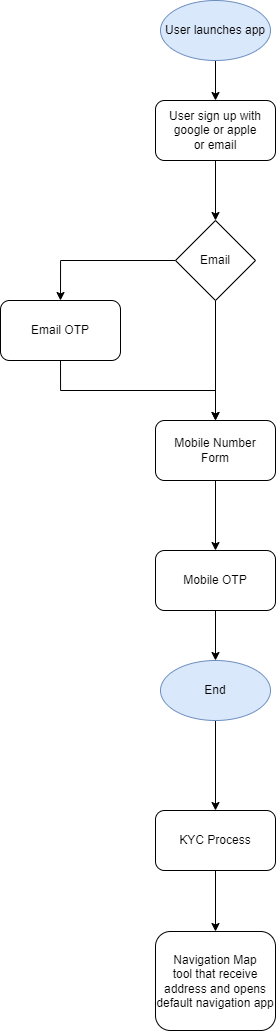 User launches app
User sign up with
google or apple
or email
Email
Email OTP
Mobile Number
Form
Mobile OTP
End
KYC Process
Navigation Map
tool that receive
address and opens
default navigation app